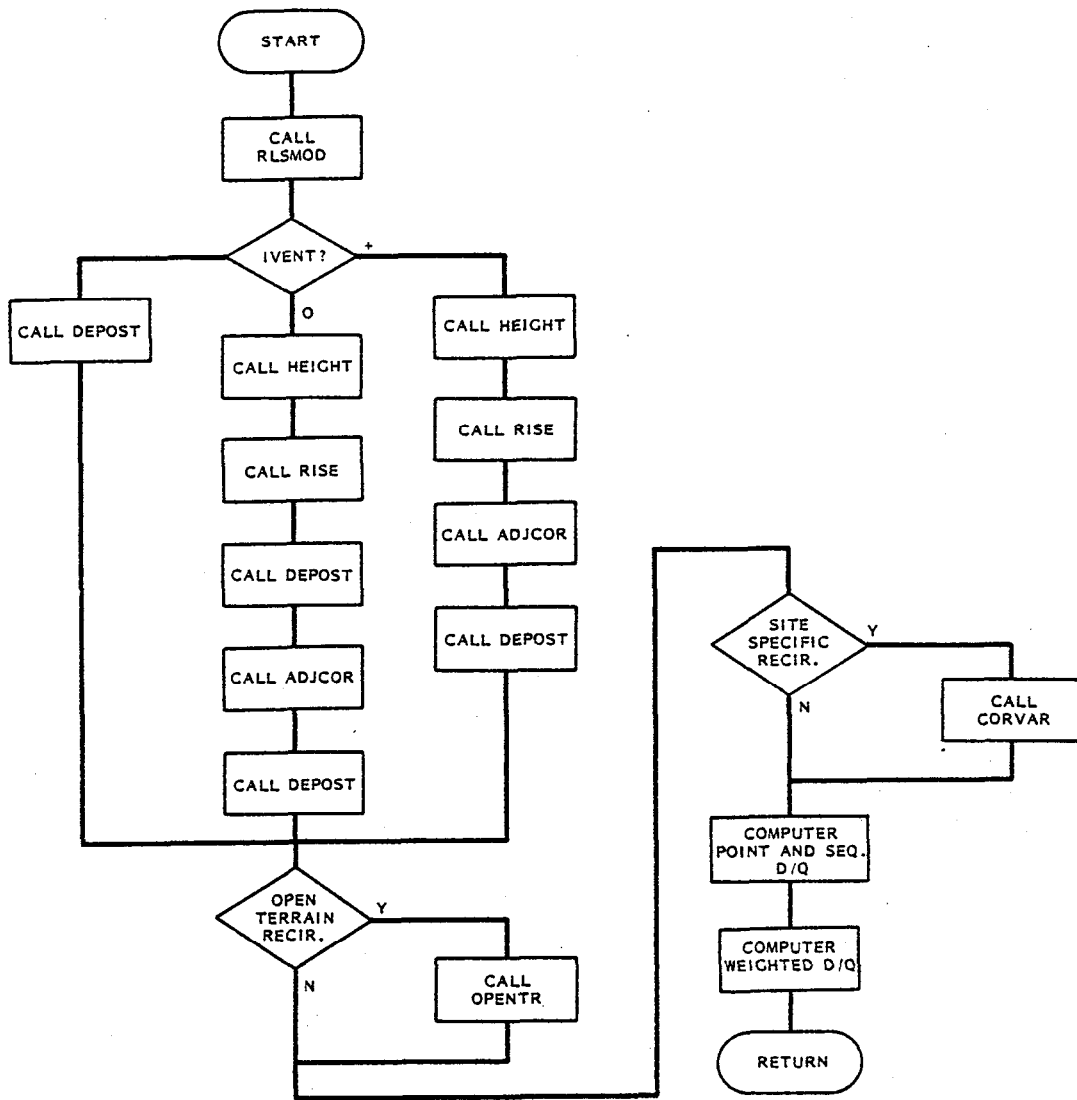 START
CALL
RLSMOD
IVENT?
+
O
CALL DEPOST
CALL HEIGHT
CALL RISE
CALL DEPOST
CALL ADJCOR
CALL DEPOST
CALL HEIGHT
CALL RISE
CALL ADJCOR
CALL DEPOST
OPEN
TERRAIN
RECIR.
Y
N
CALL
OPENTR
SITE
SPECIFIC
RECIR.
Y
N
CALL
CORVAR
COMPUTER
POINT AND SEQ.
D/Q
COMPUTER
WEIGHTED D/Q
RETURN